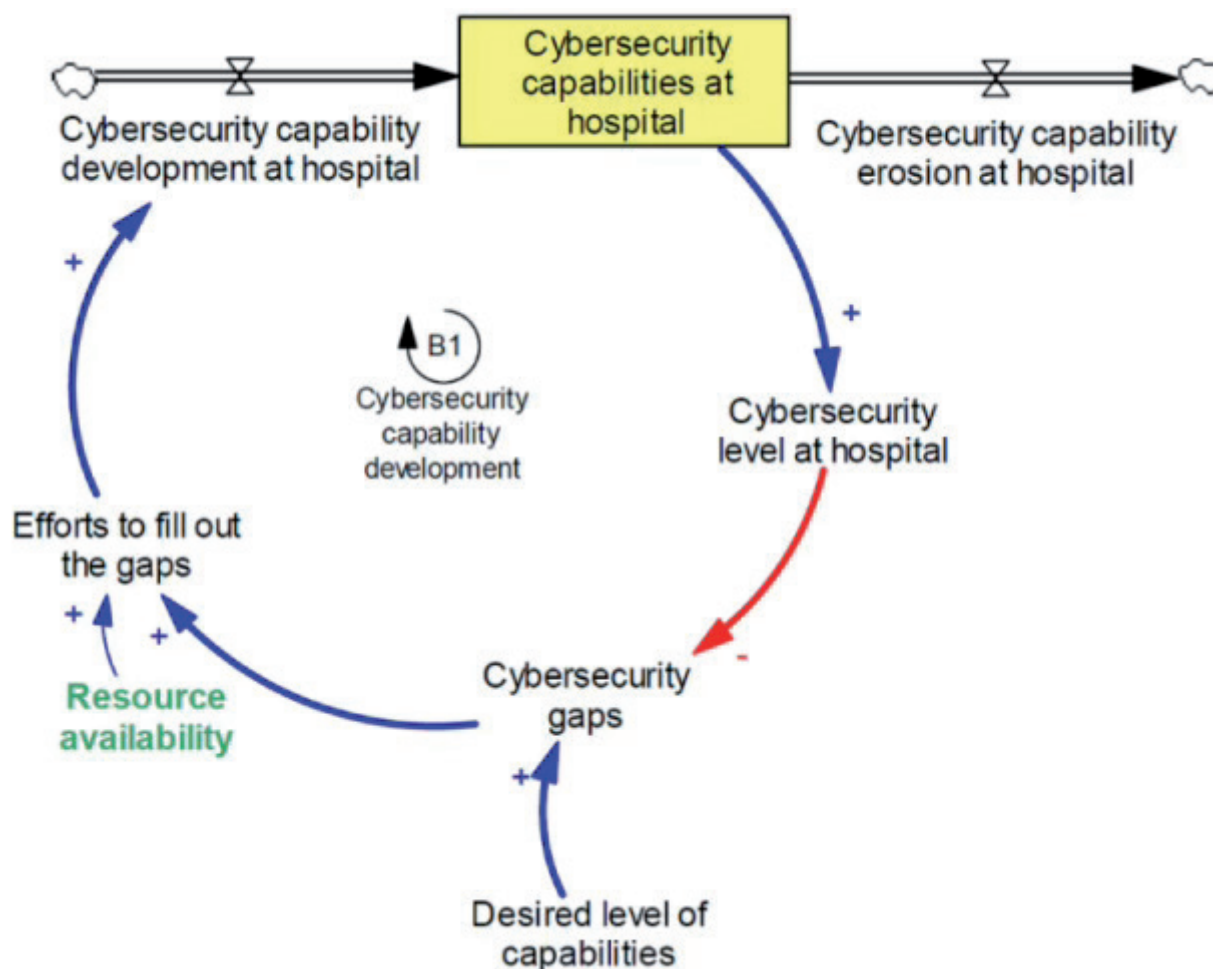 Cybersecurity
capabilities at
hospital
Cybersecurity capability
development at hospital
Cybersecurity capability
erosion at hospital
+
+
B1
Cybersecurity
capability
development
Cybersecurity
level at hospital
Efforts to fill out
the gaps
+
+
-
Resource
availability
Cybersecurity
gaps
+
Desired level of
capabilities